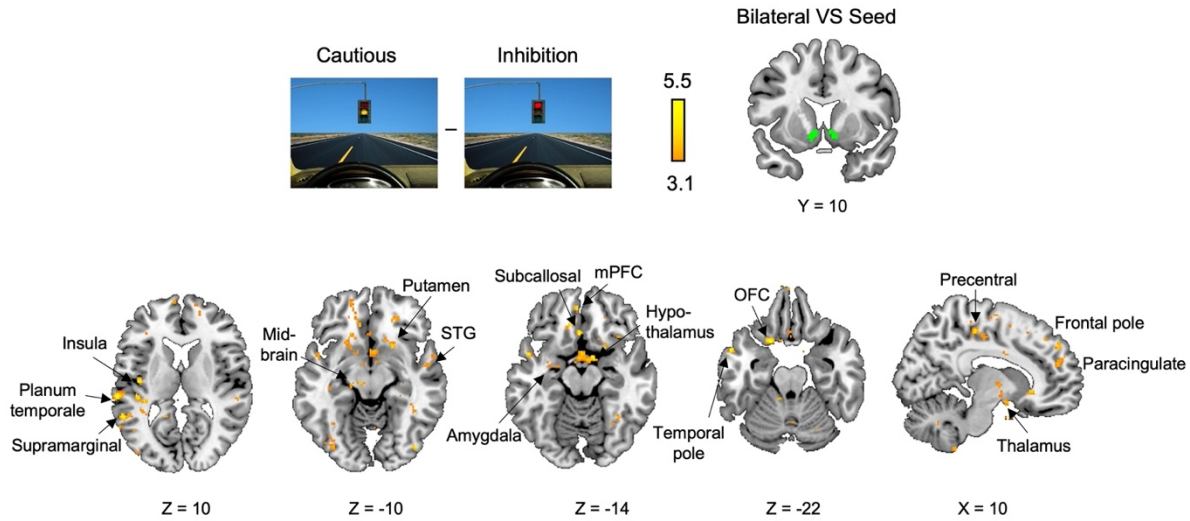 Bilateral VS Seed
Cautious
Inhibition
–
5.5
3.1
Y = 10
Insula
Planum
temporale
Supramarginal
Z = 10
Mid-
brain
Putamen
STG
Z = -10
Subcallosal
mPFC
Hypo-
thalamus
Amygdala
Z = -14
OFC
Temporal
pole
Z = -22
Precentral
Frontal pole
Paracingulate
Thalamus
X = 10